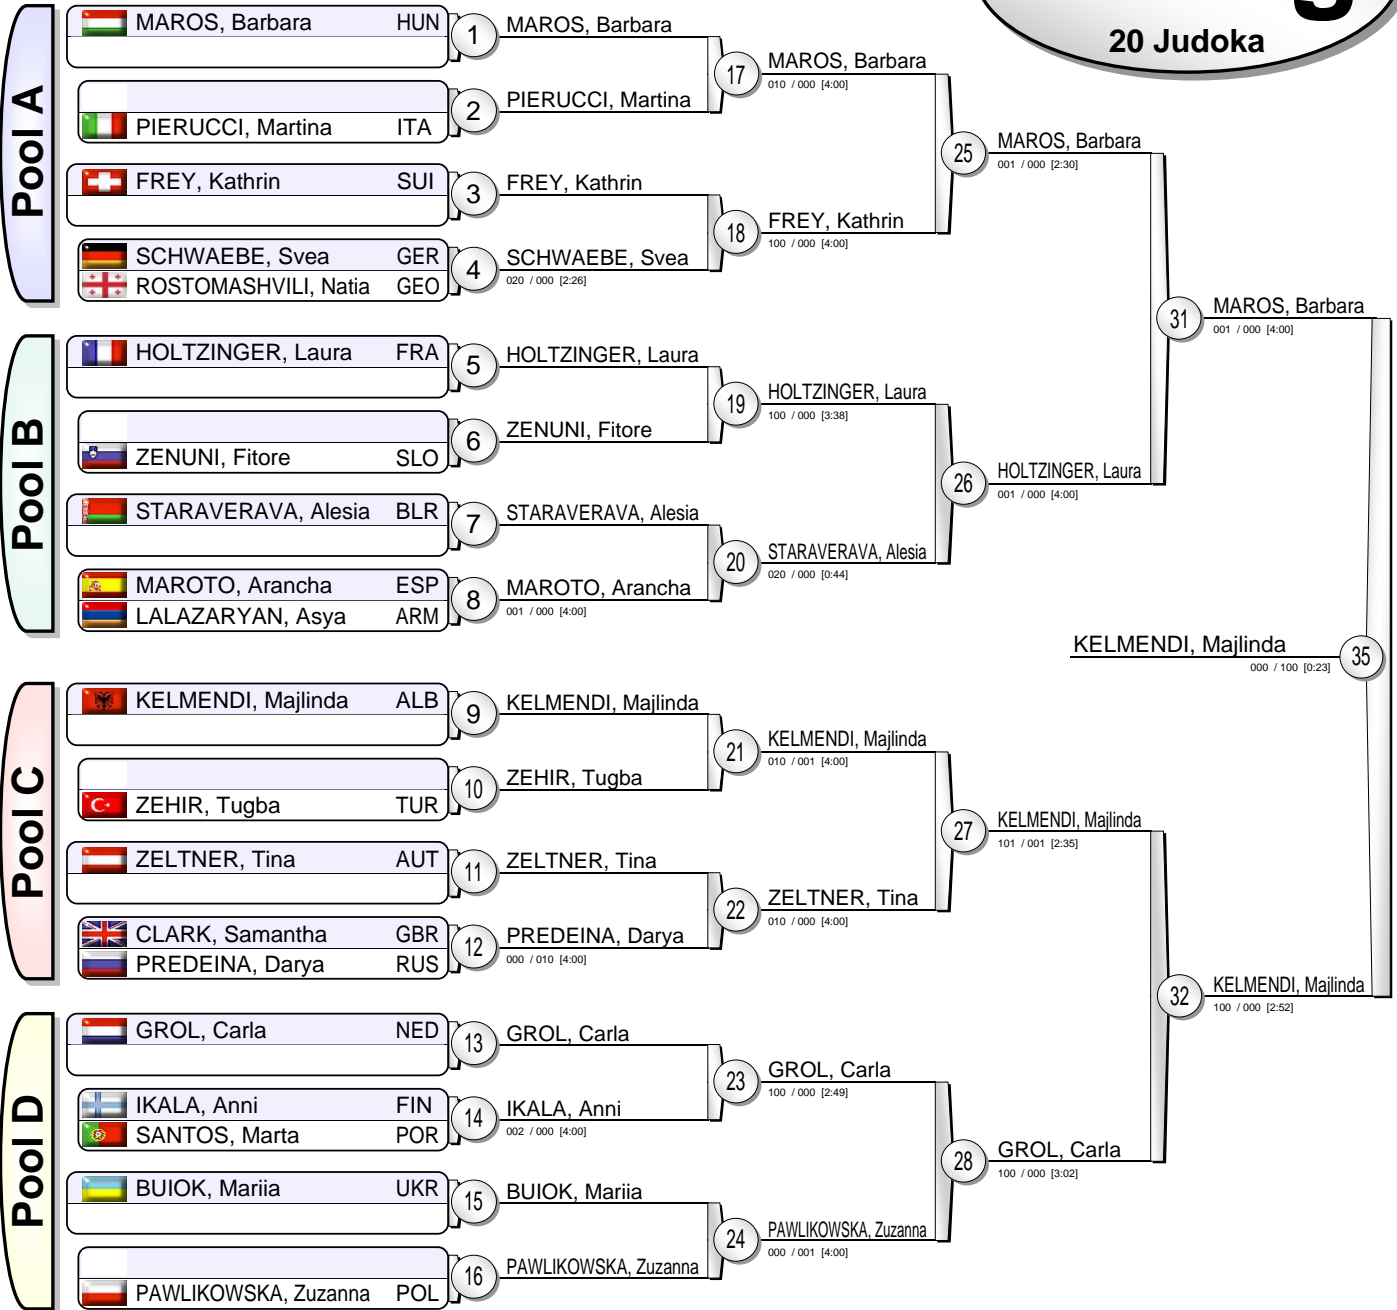 20 Judoka
Pool A
MAROS, Barbara HUN
1
MAROS, Barbara
PIERUCCI, Martina ITA
2
PIERUCCI, Martina
17
MAROS, Barbara
010 / 000 [4:00]
FREY, Kathrin SUI
3
FREY, Kathrin
SCHWAEBE, Svea GER
ROSTOMASHVILI, Natia GEO
4
SCHWAEBE, Svea
020 / 000 [2:26]
18
FREY, Kathrin
100 / 000 [4:00]
25
MAROS, Barbara
001 / 000 [2:30]
Pool B
HOLTZINGER, Laura FRA
5
HOLTZINGER, Laura
ZENUNI, Fitore SLO
6
ZENUNI, Fitore
19
HOLTZINGER, Laura
100 / 000 [3:38]
STARAVERAVA, Alesia BLR
7
STARAVERAVA, Alesia
MAROTO, Arancha ESP
LALAZARYAN, Asya ARM
8
MAROTO, Arancha
001 / 000 [4:00]
20
STARAVERAVA, Alesia
020 / 000 [0:44]
26
HOLTZINGER, Laura
001 / 000 [4:00]
31
MAROS, Barbara
001 / 000 [4:00]
KELMENDI, Majlinda
000 / 100 [0:23]
35
Pool C
KELMENDI, Majlinda ALB
9
KELMENDI, Majlinda
ZEHIR, Tugba TUR
10
ZEHIR, Tugba
21
KELMENDI, Majlinda
010 / 001 [4:00]
ZELTNER, Tina AUT
11
ZELTNER, Tina
CLARK, Samantha GBR
PREDEINA, Darya RUS
12
PREDEINA, Darya
000 / 010 [4:00]
22
ZELTNER, Tina
010 / 000 [4:00]
27
KELMENDI, Majlinda
101 / 001 [2:35]
Pool D
GROL, Carla NED
13
GROL, Carla
IKALA, Anni FIN
SANTOS, Marta POR
14
IKALA, Anni
002 / 000 [4:00]
23
GROL, Carla
100 / 000 [2:49]
BUIOK, Mariia UKR
15
BUIOK, Mariia
PAWLIKOWSKA, Zuzanna POL
16
PAWLIKOWSKA, Zuzanna
24
PAWLIKOWSKA, Zuzanna
000 / 001 [4:00]
28
GROL, Carla
100 / 000 [3:02]
32
KELMENDI, Majlinda
100 / 000 [2:52]